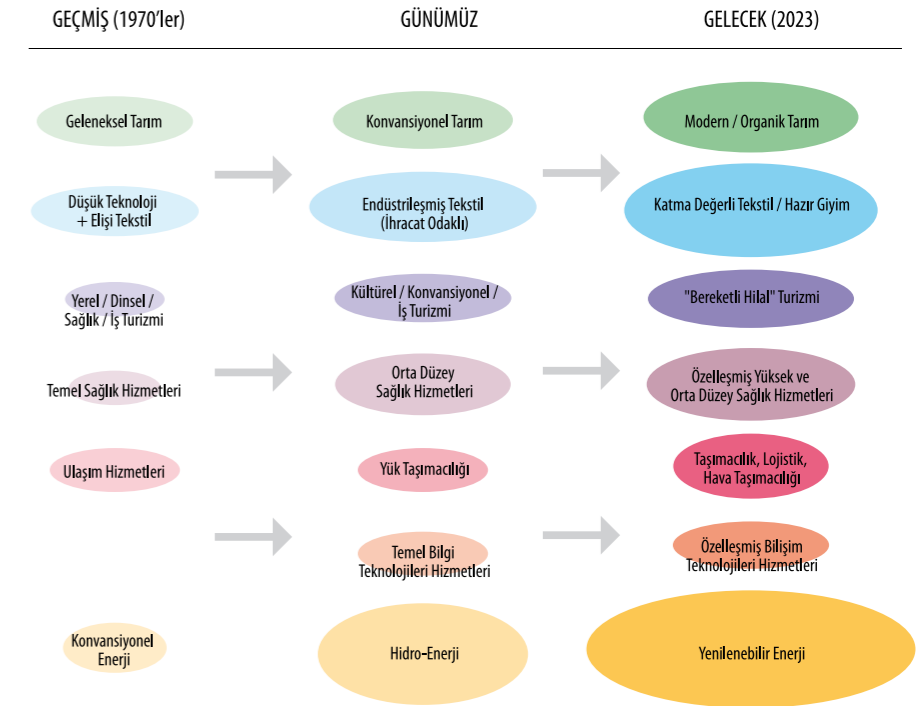 GEÇMİŞ (1970'ler)
GÜNÜMÜZ
GELECEK (2023)
Geleneksel Tarım
Konvansiyonel Tarım
Modern / Organik Tarım
Düşük Teknoloji
+ Elişi Tekstil
Endüstrileşmiş Tekstil
(İhracat Odaklı)
Katma Değerli Tekstil / Hazır Giyim
Yerel / Dinsel /
Sağlık / İş Turizmi
Kültürel / Konvansiyonel /
İş Turizmi
"Bereketli Hilal" Turizmi
Temel Sağlık Hizmetleri
Orta Düzey
Sağlık Hizmetleri
Özelleşmiş Yüksek ve
Orta Düzey Sağlık Hizmetleri
Ulaşım Hizmetleri
Yük Taşımacılığı
Taşımacılık, Lojistik,
Hava Taşımacılığı
Temel Bilgi
Teknolojileri Hizmetleri
Özelleşmiş Bilişim
Teknolojileri Hizmetleri
Konvansiyonel
Enerji
Hidro-Enerji
Yenilenebilir Enerji